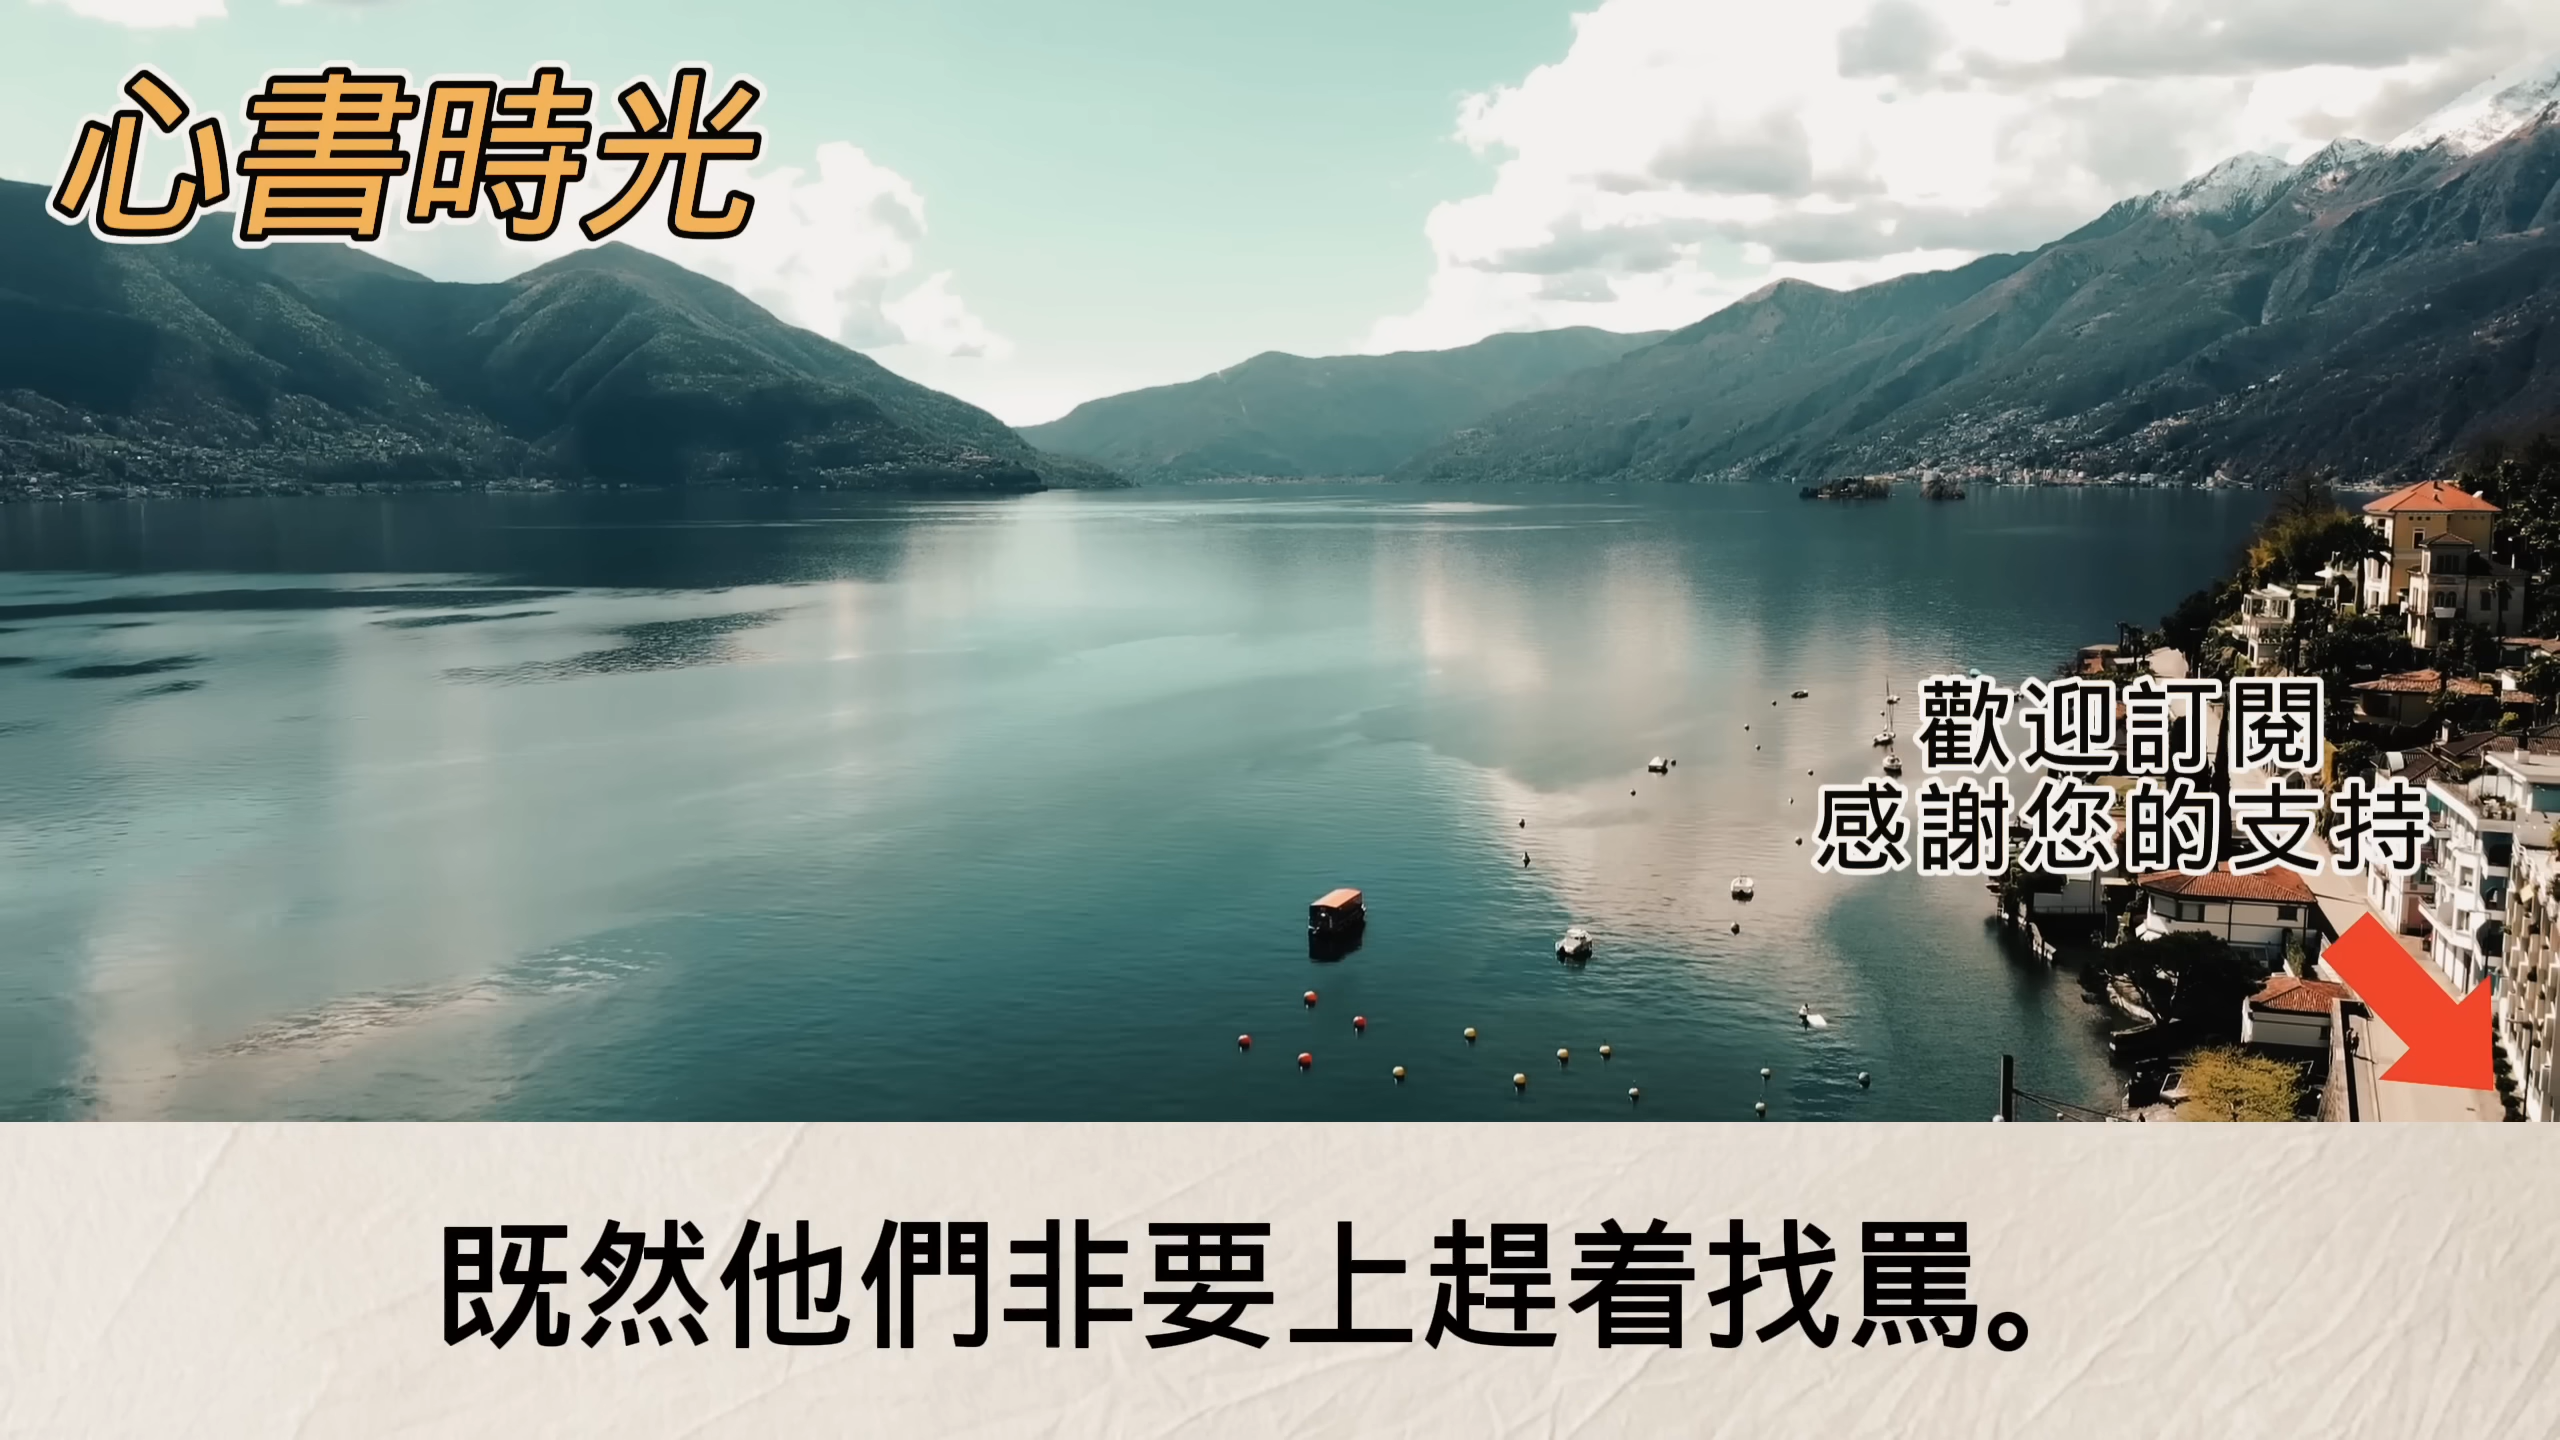 心書時光
歡迎訂閱
感謝您的支持
既然他們非要上趕着找罵。